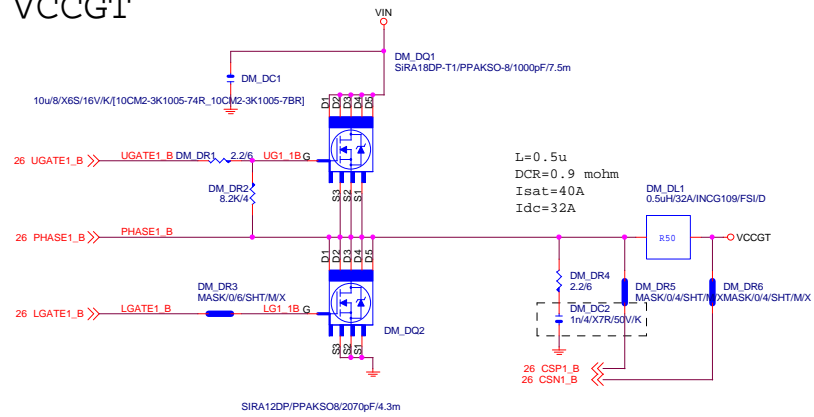 VCCGT
VIN
DM_DQ1
SiRA18DP-T1/PPAKSO-8/1000pF/7.5m
DM_DC1
10u/8/X6S/16V/K/[10CM2-3K1005-74R_10CM2-3K1005-7BR]
D1
D2
D3
D4
D5
26 UGATE1_B
UGATE1_B
DM_DR1
2.2/6
UG1_1B
G
DM_DR2
8.2K/4
S3
S2
S1
L=0.5u
DCR=0.9 mohm
Isat=40A
Idc=32A
DM_DL1
0.5uH/32A/INCG109/FSI/D
R50
VCCGT
26 PHASE1_B
PHASE1_B
D1
D2
D3
D4
D5
DM_DR3
MASK/0/6/SHT/M/X
26 LGATE1_B
LGATE1_B
LG1_1B
G
DM_DQ2
S3
S2
S1
DM_DR4
2.2/6
DM_DC2
1n/4/X7R/50V/K
DM_DR5
MASK/0/4/SHT/M/X
DM_DR6
MASK/0/4/SHT/M/X
26 CSP1_B
26 CSN1_B
SIRA12DP/PPAKSO8/2070pF/4.3m